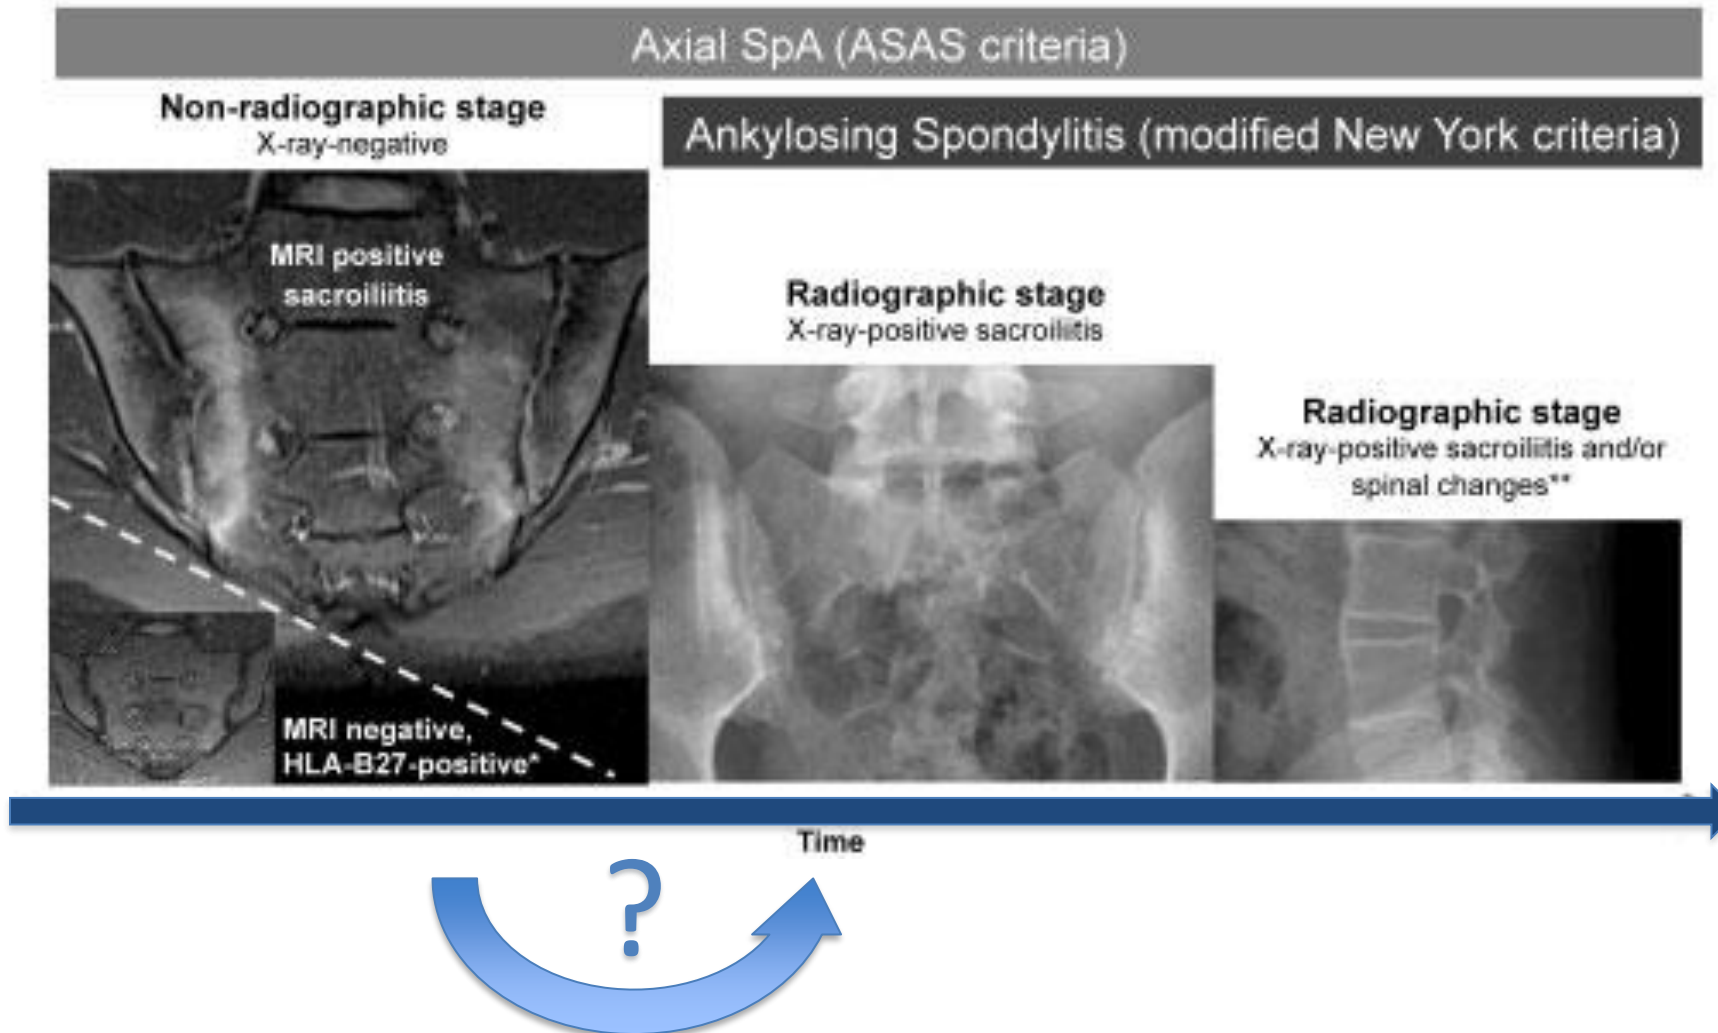 Axial SpA (ASAS criteria)
Non-radiographic stage
X-ray-negative
Ankylosing Spondylitis (modified New York criteria)
MRI positive
sacroiliitis
Radiographic stage
X-ray-positive sacroiliitis
Radiographic stage
X-ray-positive sacroiliitis and/or
spinal changes**
MRI negative,
HLA-B27-positive*
Time
?